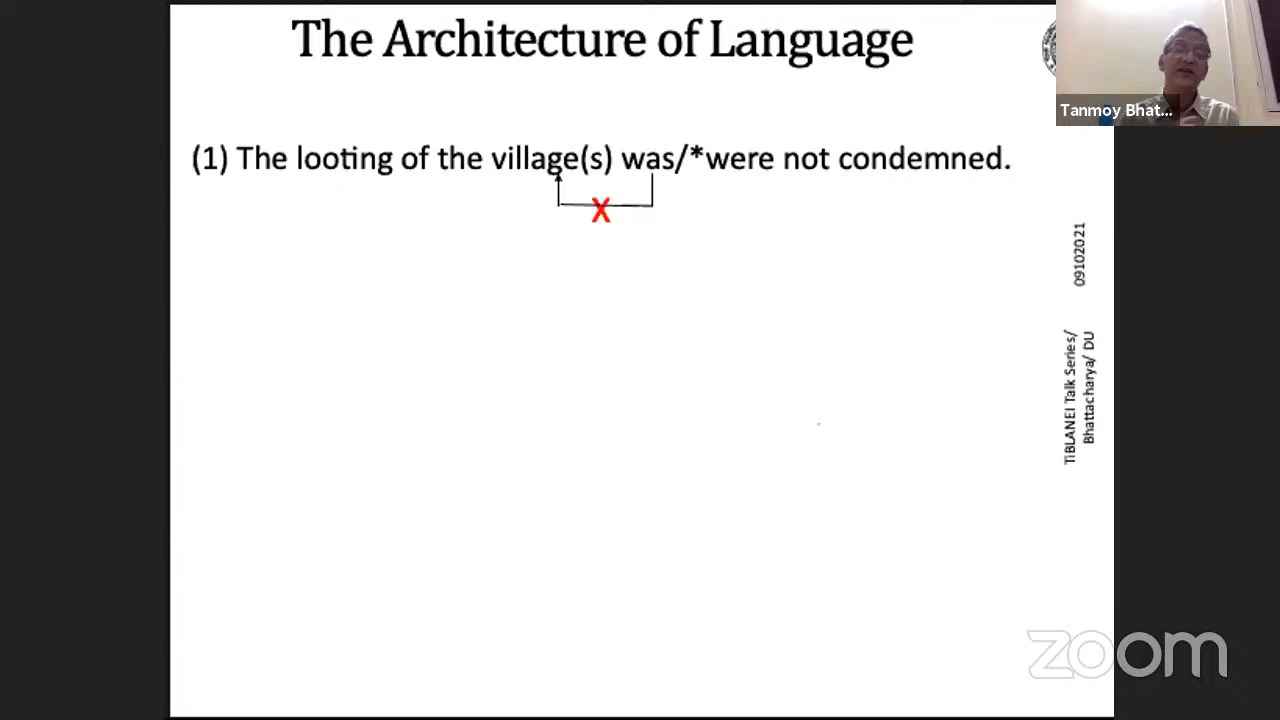 The Architecture of Language
Tanmoy Bhat...
(1) The looting of the village(s) was/*were not condemned.
X
TiBLANEI Talk Series/ 09102021
Bhattacharya/ DU
zoom